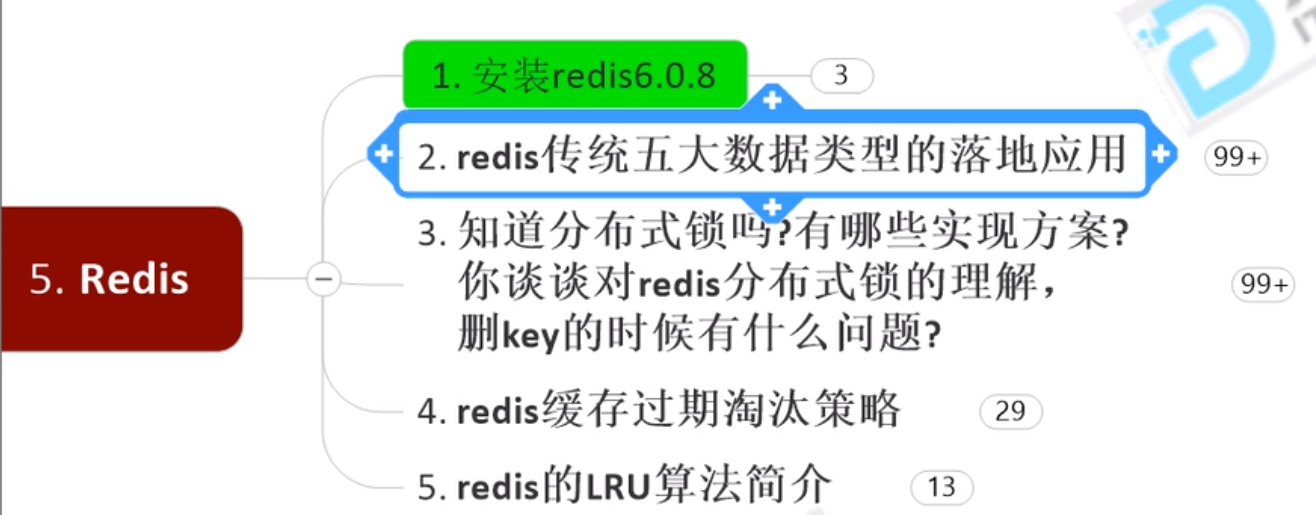 5. Redis
1. 安装redis6.0.8
3
2. redis传统五大数据类型的落地应用
99+
3. 知道分布式锁吗?有哪些实现方案?
你谈谈对redis分布式锁的理解，
删key的时候有什么问题?
99+
4. redis缓存过期淘汰策略
29
5. redis的LRU算法简介
13